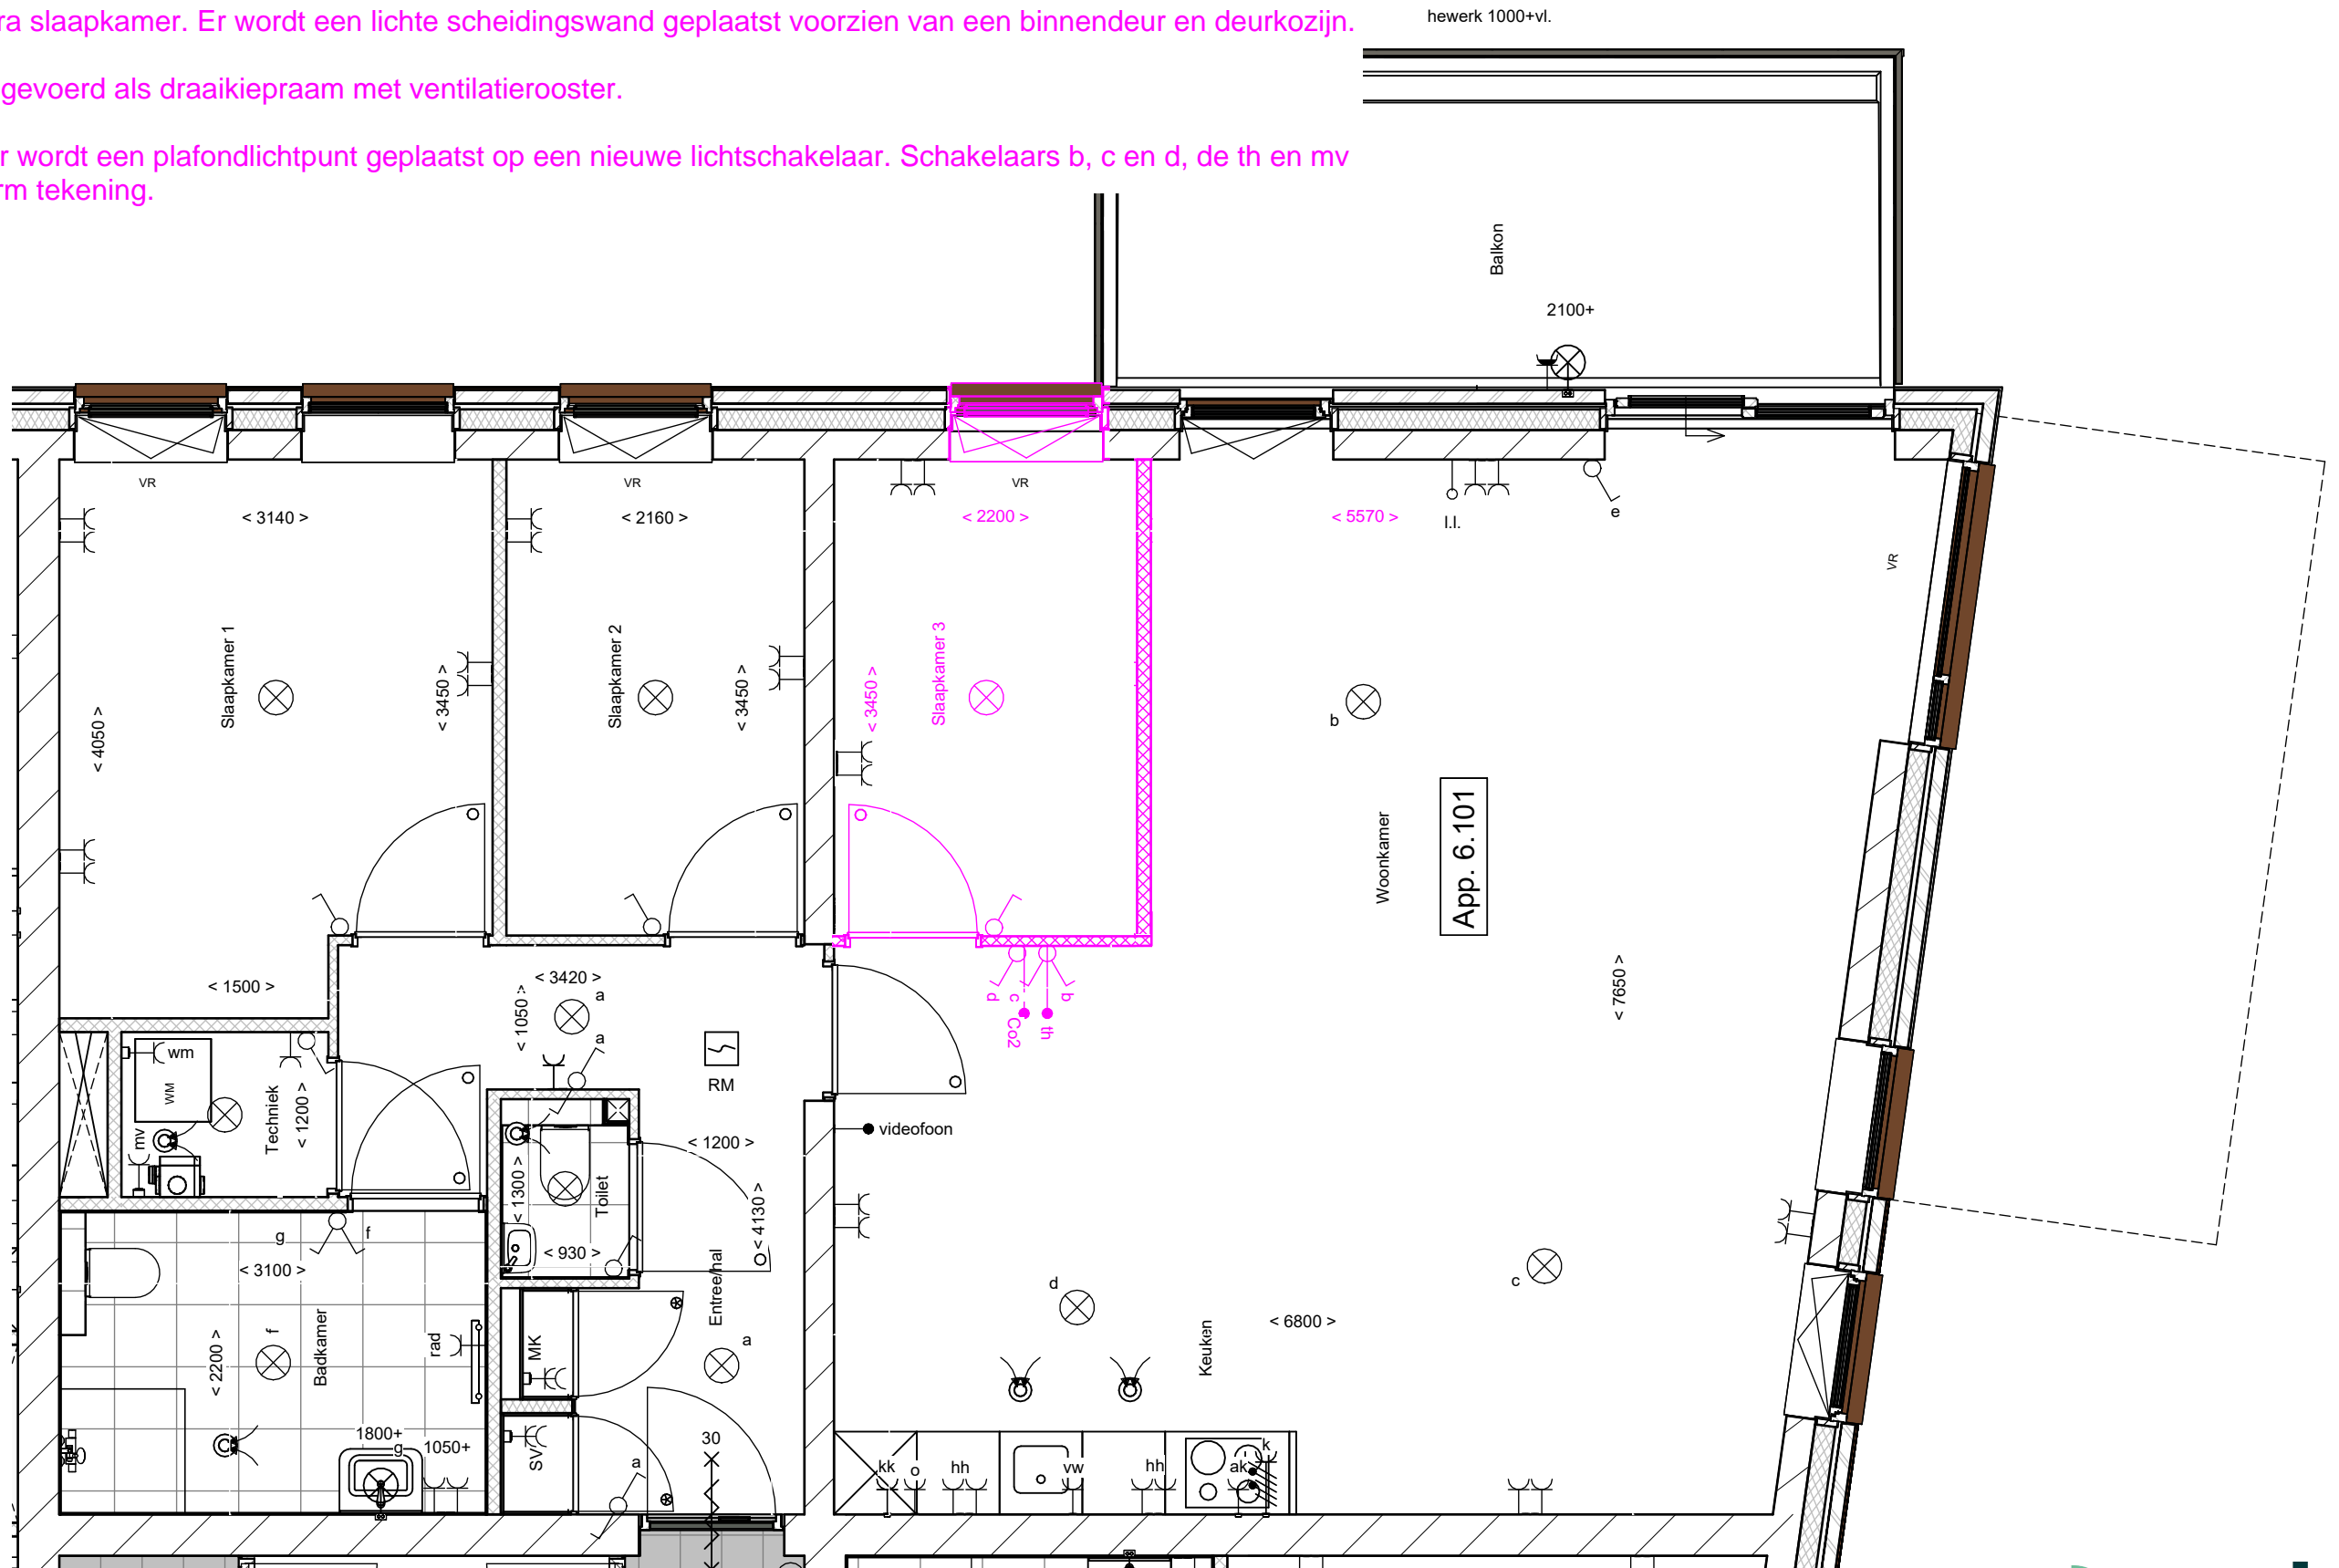 ra slaapkamer. Er wordt een lichte scheidingswand geplaatst voorzien van een binnendeur en deurkozijn.
hewerk 1000+vl.
gevoerd als draaikiepraam met ventilatierooster.
r wordt een plafondlichtpunt geplaatst op een nieuwe lichtschakelaar. Schakelaars b, c en d, de th en mv
rm tekening.
Balkon
2100+
VR
VR
VR
< 3140 >
< 2160 >
< 2200 >
< 5570 >
l.l.
e
VR
Slaapkamer 1
< 3450 >
Slaapkamer 2
< 3450 >
< 3450 >
Slaapkamer 3
b
< 4050 >
Woonkamer
App. 6.101
< 1500 >
< 3420 >
a
< 1050 >
d
c
b
Co2
th
< 7650 >
a
wm
WM
RM
mv
Techniek
< 1200 >
< 1200 >
videofoon
< 1300 >
Toilet
< 4130 >
g
f
< 930 >
< 3100 >
d
c
Entree/hal
f
a
< 2200 >
Badkamer
rad
MK
Keuken
< 6800 >
1800+
g
1050+
SV
30
a
kk
o
hh
vw
hh
ak
k